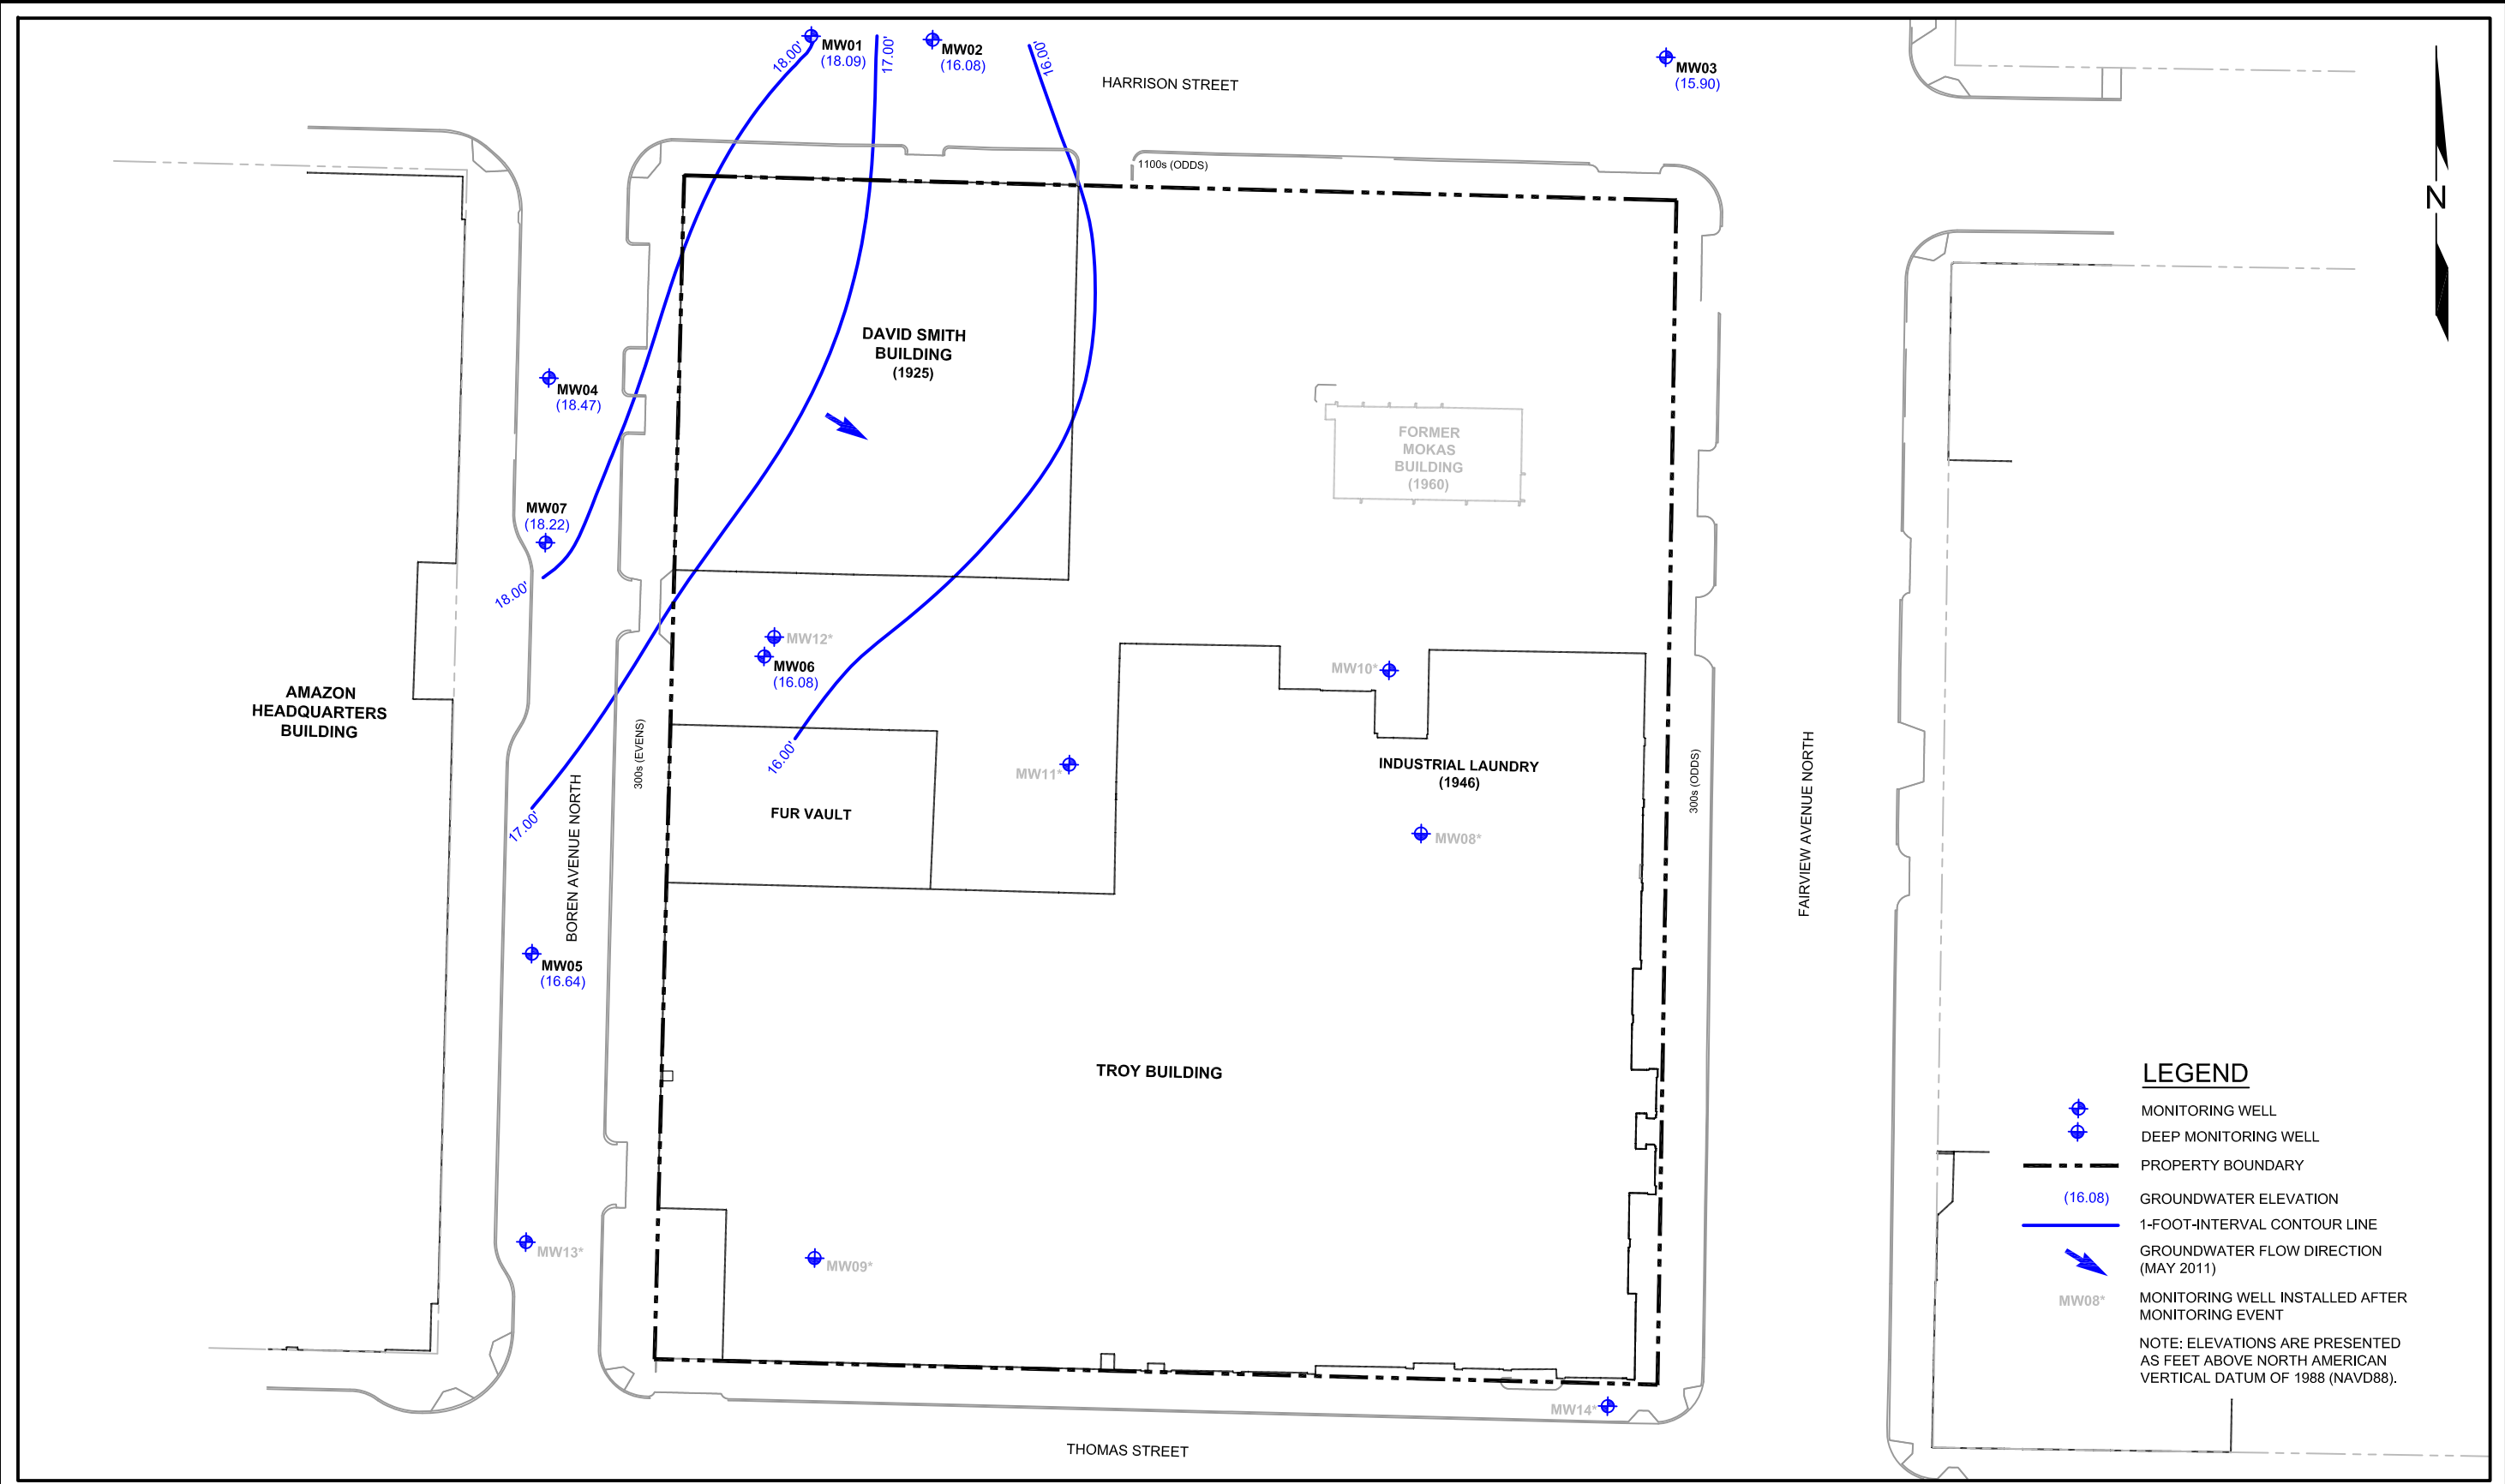 18.00'
MW01
(18.09)
17.00'
MW02
(16.08)
16.00'
HARRISON STREET
MW03
(15.90)
1100s (ODDS)
N
DAVID SMITH
BUILDING
(1925)
MW04
(18.47)
FORMER
MOKAS
BUILDING
(1960)
MW07
(18.22)
18.00'
MW12*
MW06
(16.08)
MW10*
AMAZON
HEADQUARTERS
BUILDING
300s (EVENS)
16.00'
MW11*
INDUSTRIAL LAUNDRY
(1946)
300s (ODDS)
FAIRVIEW AVENUE NORTH
17.00'
BOREN AVENUE NORTH
FUR VAULT
MW08*
MW05
(16.64)
TROY BUILDING
MW13*
MW09*
MW14*
THOMAS STREET
LEGEND
MONITORING WELL
DEEP MONITORING WELL
PROPERTY BOUNDARY
(16.08) GROUNDWATER ELEVATION
1-FOOT-INTERVAL CONTOUR LINE
GROUNDWATER FLOW DIRECTION
(MAY 2011)
MW08* MONITORING WELL INSTALLED AFTER
MONITORING EVENT
NOTE: ELEVATIONS ARE PRESENTED
AS FEET ABOVE NORTH AMERICAN
VERTICAL DATUM OF 1988 (NAVD88).